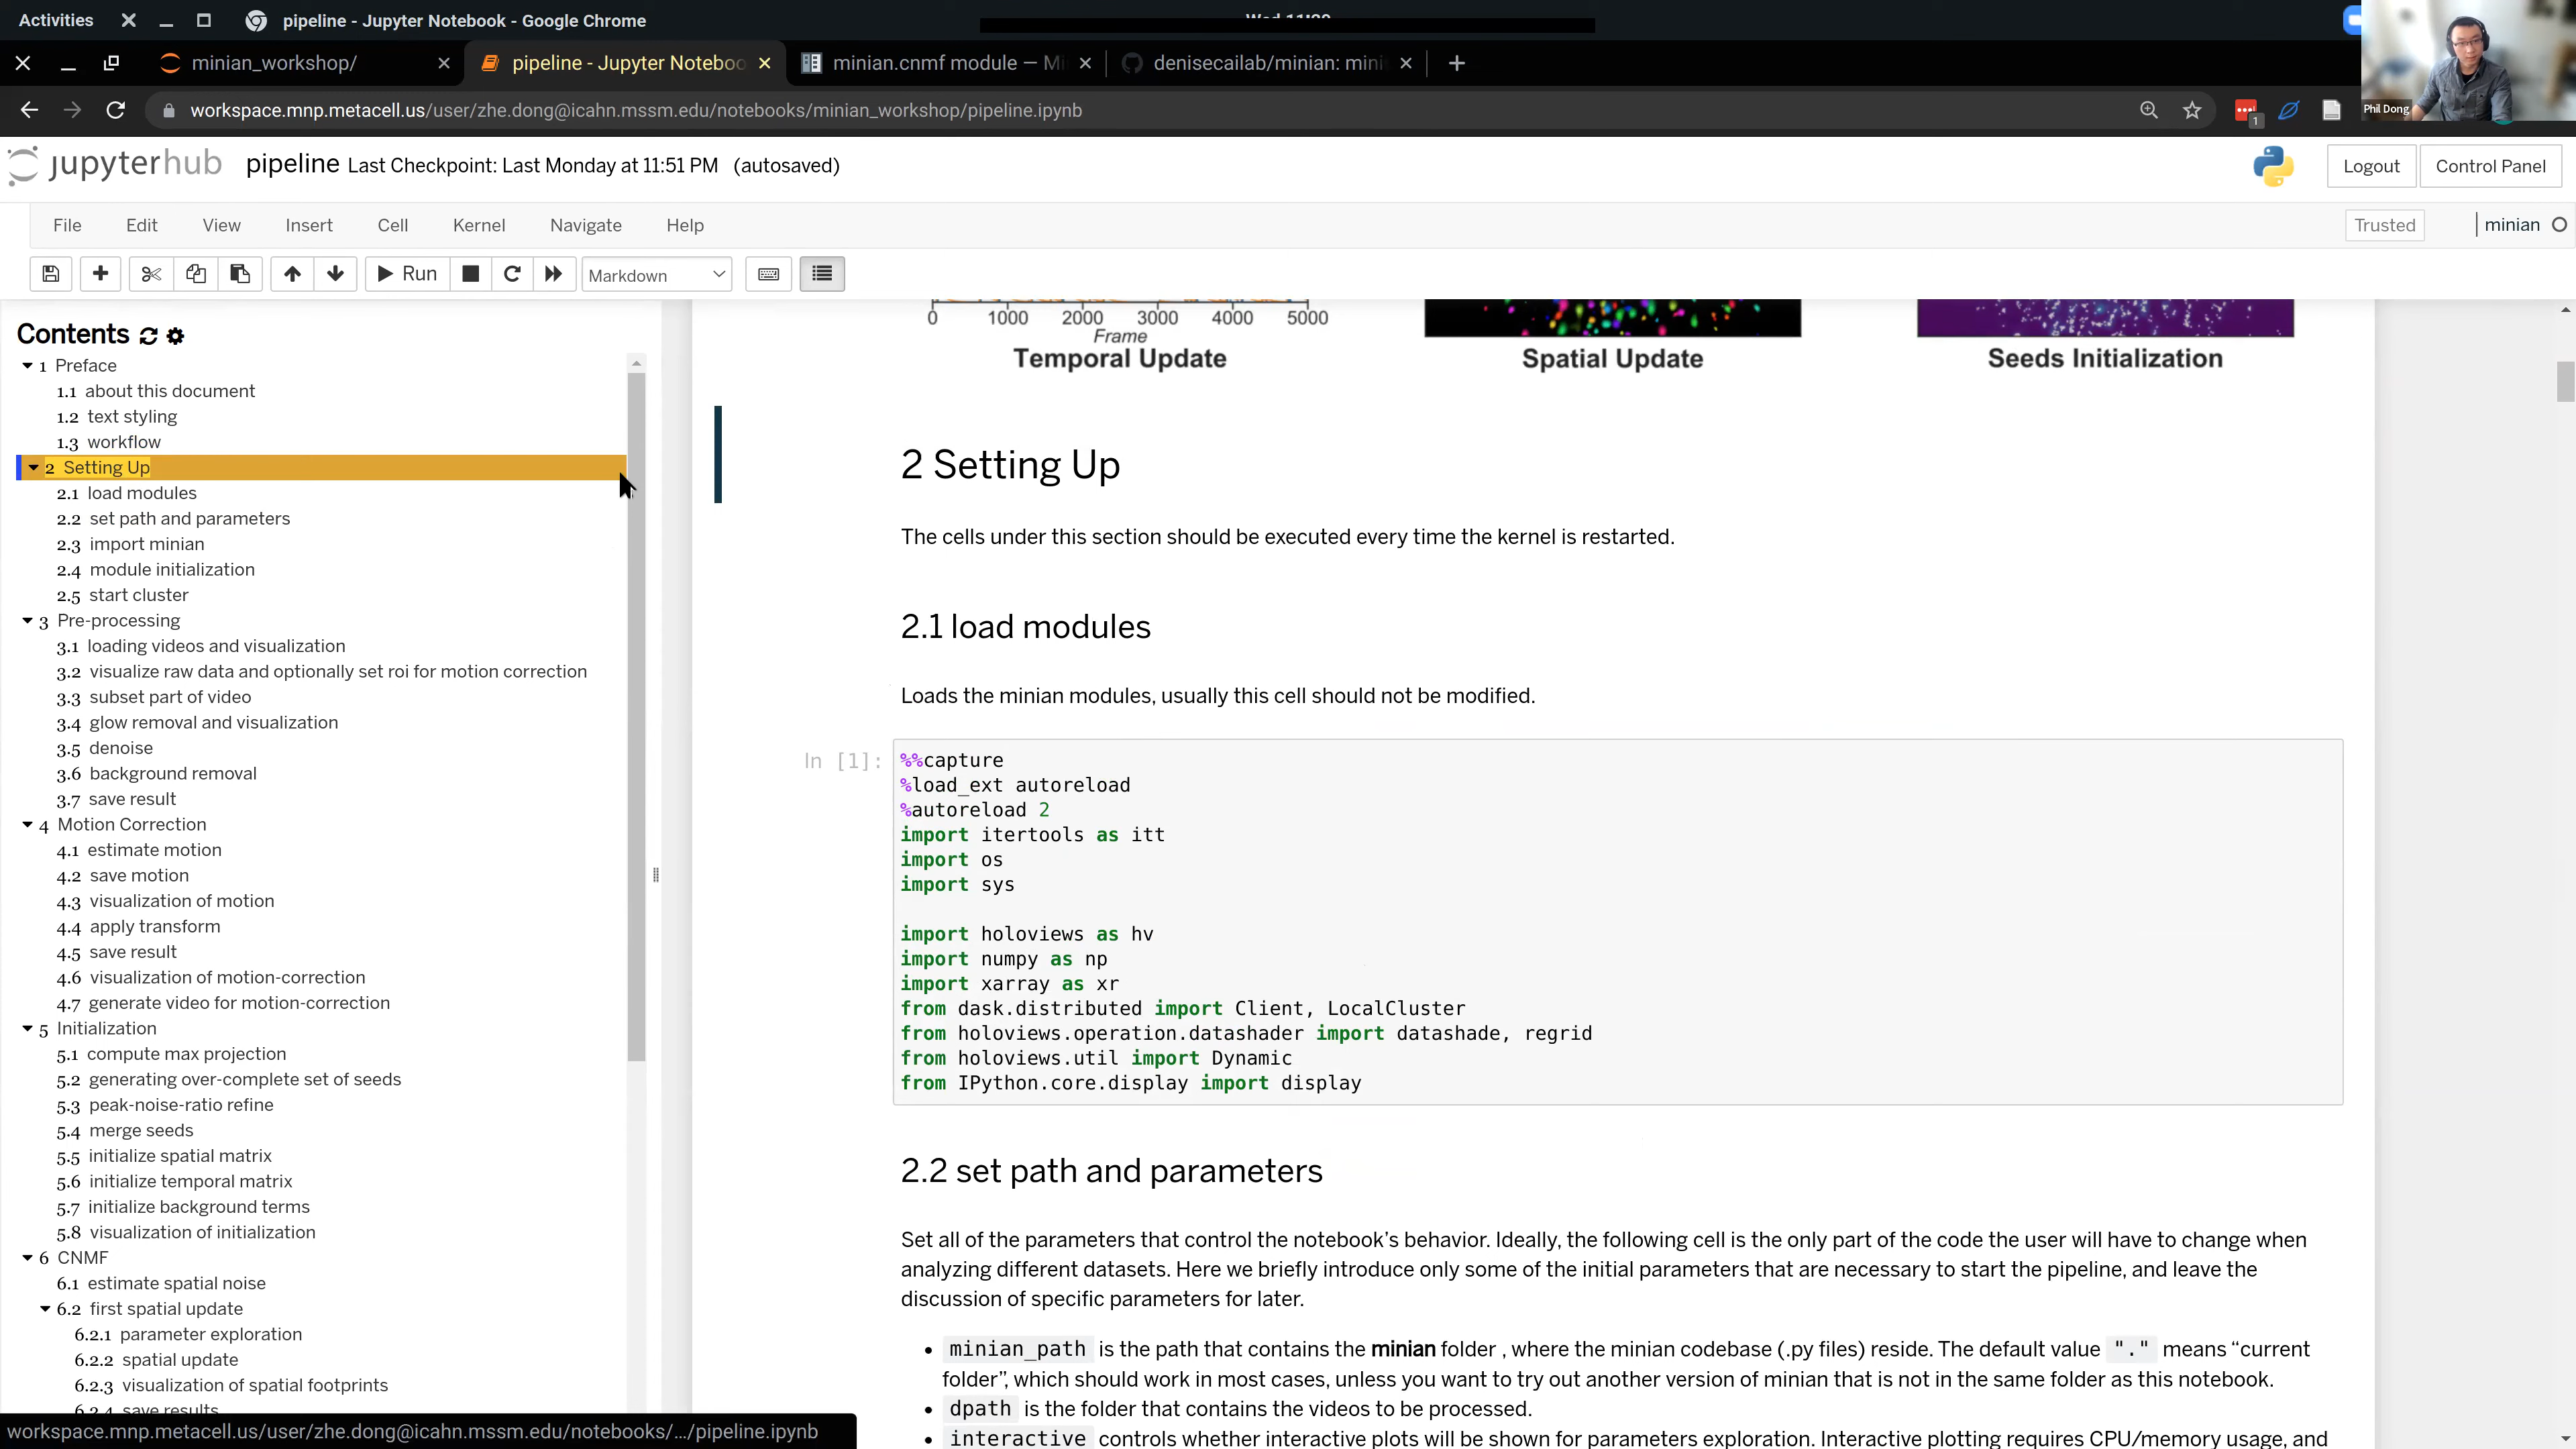 Activities
pipeline - Jupyter Notebook - Google Chrome
minian_workshop/
pipeline - Jupyter Noteboo
minian.cnmf module — Mi
denisecailab/minian: mini
workspace.mnp.metacell.us/user/zhe.dong@icahn.mssm.edu/notebooks/minian_workshop/pipeline.ipynb
1
Phil Dong
jupyterhub
pipeline Last Checkpoint: Last Monday at 11:51 PM (autosaved)
Logout
Control Panel
File Edit View Insert Cell Kernel Navigate Help
Trusted
minian
Run
Markdown
Contents
1 Preface
1.1 about this document
1.2 text styling
1.3 workflow
2 Setting Up
2.1 load modules
2.2 set path and parameters
2.3 import minian
2.4 module initialization
2.5 start cluster
3 Pre-processing
3.1 loading videos and visualization
3.2 visualize raw data and optionally set roi for motion correction
3.3 subset part of video
3.4 glow removal and visualization
3.5 denoise
3.6 background removal
3.7 save result
4 Motion Correction
4.1 estimate motion
4.2 save motion
4.3 visualization of motion
4.4 apply transform
4.5 save result
4.6 visualization of motion-correction
4.7 generate video for motion-correction
5 Initialization
5.1 compute max projection
5.2 generating over-complete set of seeds
5.3 peak-noise-ratio refine
5.4 merge seeds
5.5 initialize spatial matrix
5.6 initialize temporal matrix
5.7 initialize background terms
5.8 visualization of initialization
6 CNMF
6.1 estimate spatial noise
6.2 first spatial update
6.2.1 parameter exploration
6.2.2 spatial update
6.2.3 visualization of spatial footprints
6.2.4 save results
workspace.mnp.metacell.us/user/zhe.dong@icahn.mssm.edu/notebooks/…/pipeline.ipynb
0 1000 2000 3000 4000 5000
Frame
Temporal Update
Spatial Update
Seeds Initialization
2 Setting Up
The cells under this section should be executed every time the kernel is restarted.
2.1 load modules
Loads the minian modules, usually this cell should not be modified.
In [1]:
%%capture
%load_ext autoreload
%autoreload 2
import itertools as itt
import os
import sys
import holoviews as hv
import numpy as np
import xarray as xr
from dask.distributed import Client, LocalCluster
from holoviews.operation.datashader import datashade, regrid
from holoviews.util import Dynamic
from IPython.core.display import display
2.2 set path and parameters
Set all of the parameters that control the notebook's behavior. Ideally, the following cell is the only part of the code the user will have to change when
analyzing different datasets. Here we briefly introduce only some of the initial parameters that are necessary to start the pipeline, and leave the
discussion of specific parameters for later.
• minian_path is the path that contains the minian folder , where the minian codebase (.py files) reside. The default value "." means “current
folder”, which should work in most cases, unless you want to try out another version of minian that is not in the same folder as this notebook.
• dpath is the folder that contains the videos to be processed.
• interactive controls whether interactive plots will be shown for parameters exploration. Interactive plotting requires CPU/memory usage, and